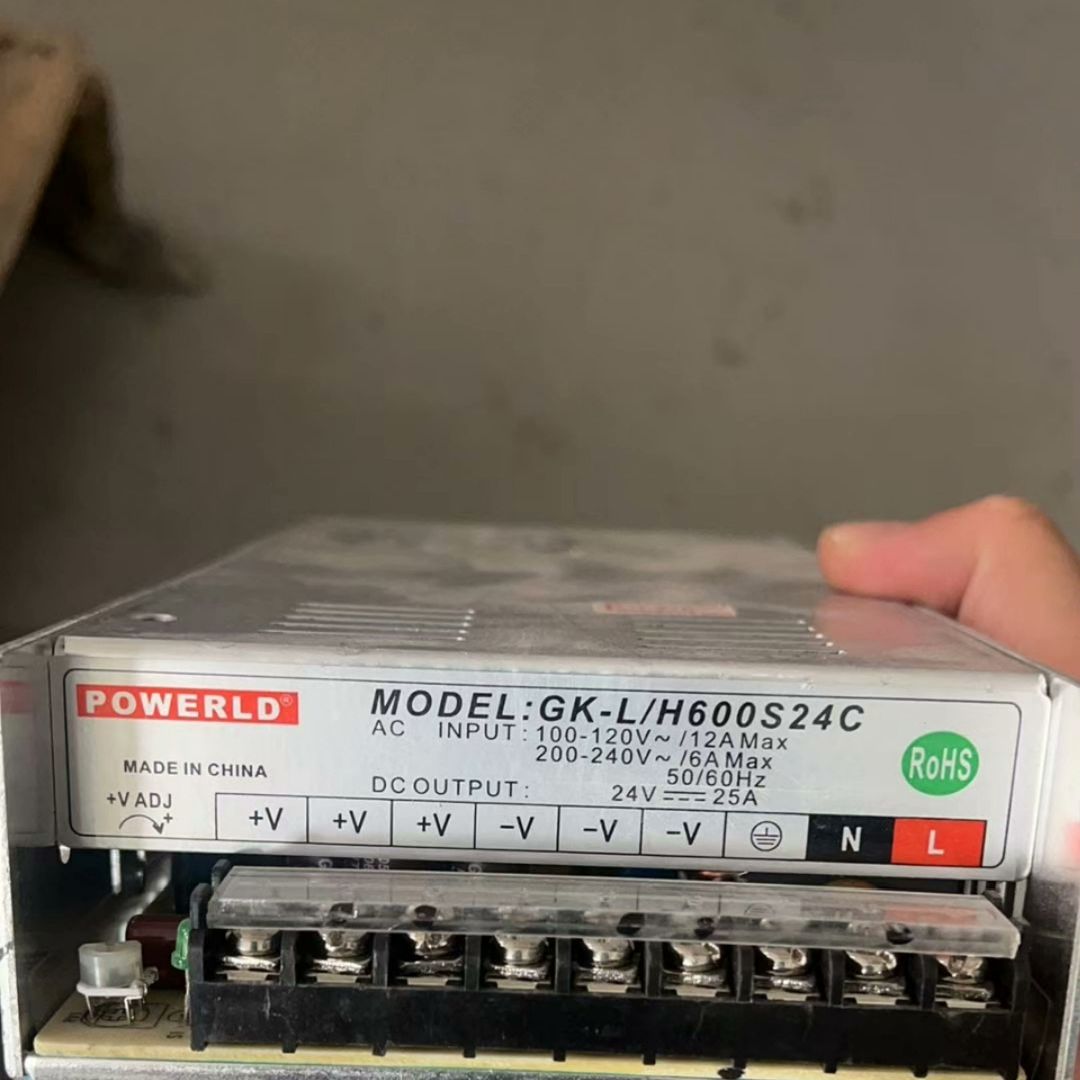 POWERLD®
MODEL:GK-L/H600S24C
AC INPUT: 100-120V~/12A Max
200-240V~/6A Max
50/60Hz
DC OUTPUT: 24V 25A
MADE IN CHINA
RoHS
+V ADJ
+
+V +V +V -V -V -V N L